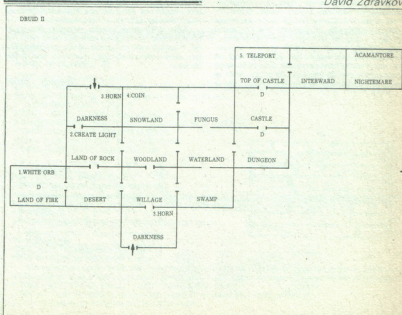 David Zdravkov
DRUID II
3. TELEPORT
ACAMANTORE
TOP OF CASTLE INTERWARD NIGHTEMARE
D
3.HORN 4.COIN
DARKNESS SNOWLAND FUNGUS CASTLE
2.CREATE LIGHT D
LAND OF ROCK WOODLAND WATERLAND DUNGEON
1.WHITE ORB
D
LAND OF FIRE DESERT WILLAGE SWAMP
3.HORN
DARKNESS